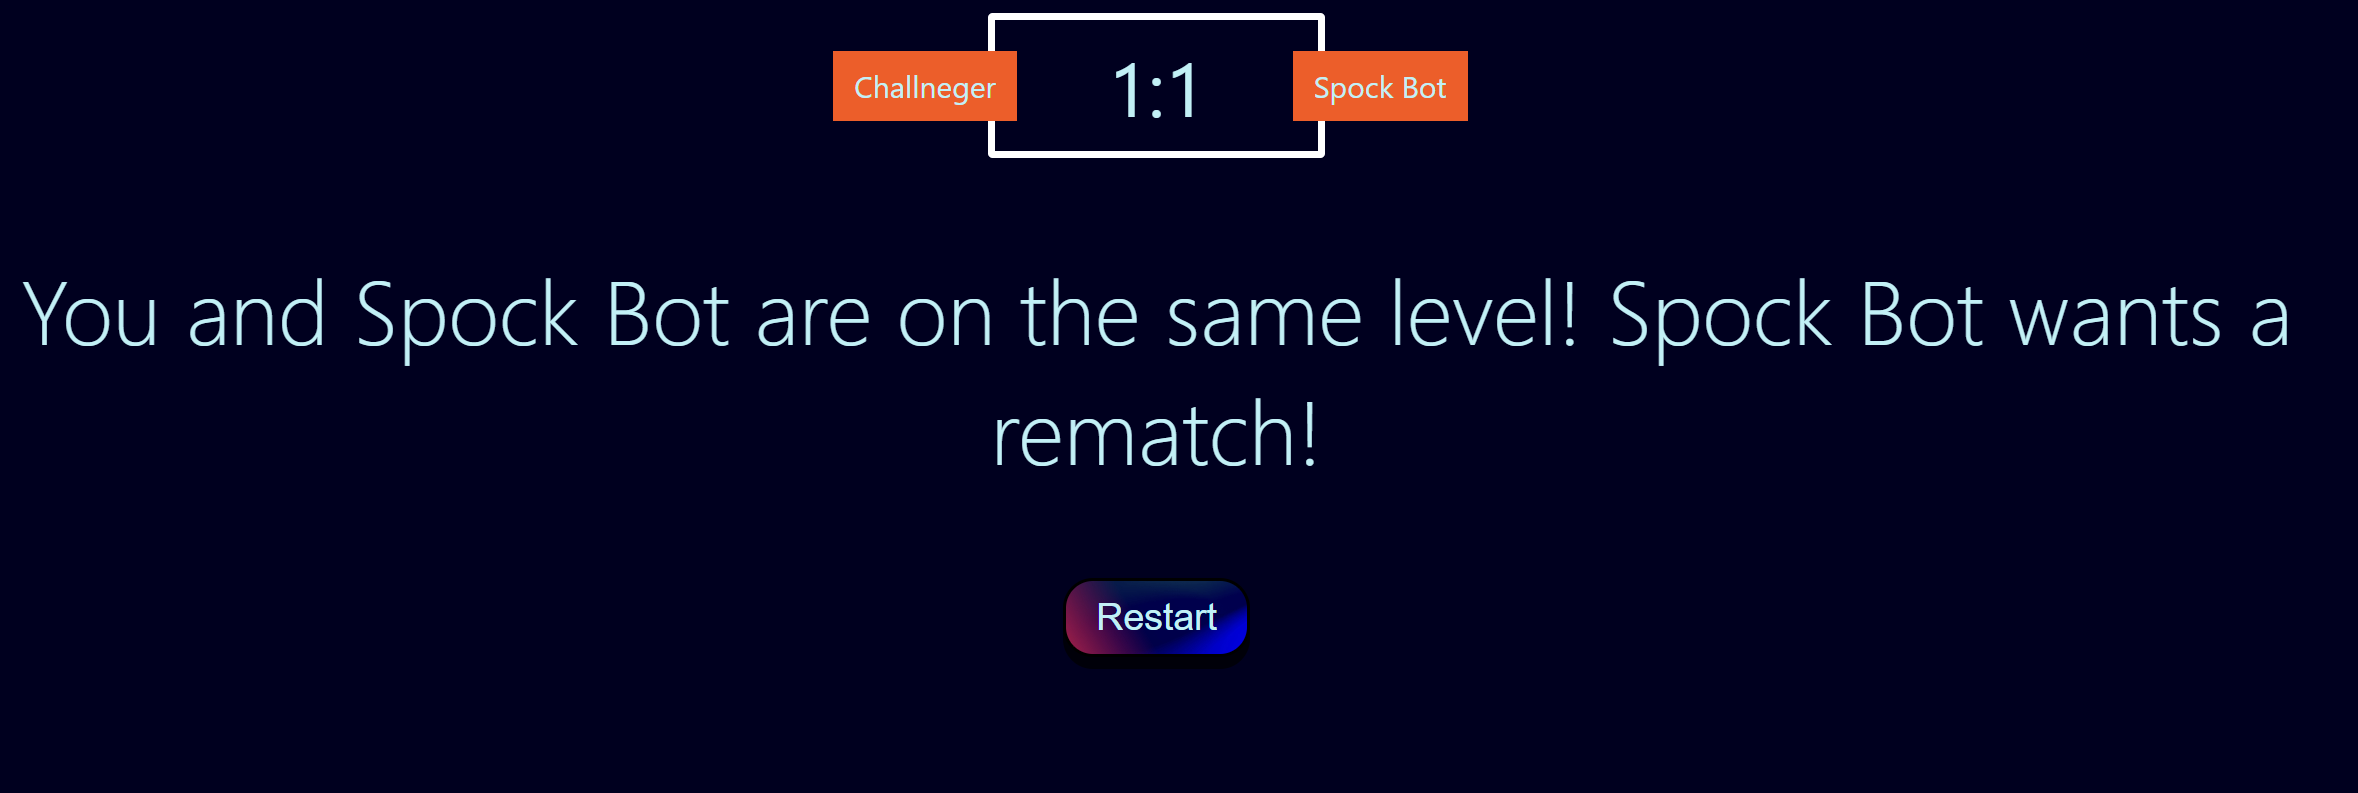 Challneger 1:1 Spock Bot
You and Spock Bot are on the same level! Spock Bot wants a
rematch!
Restart